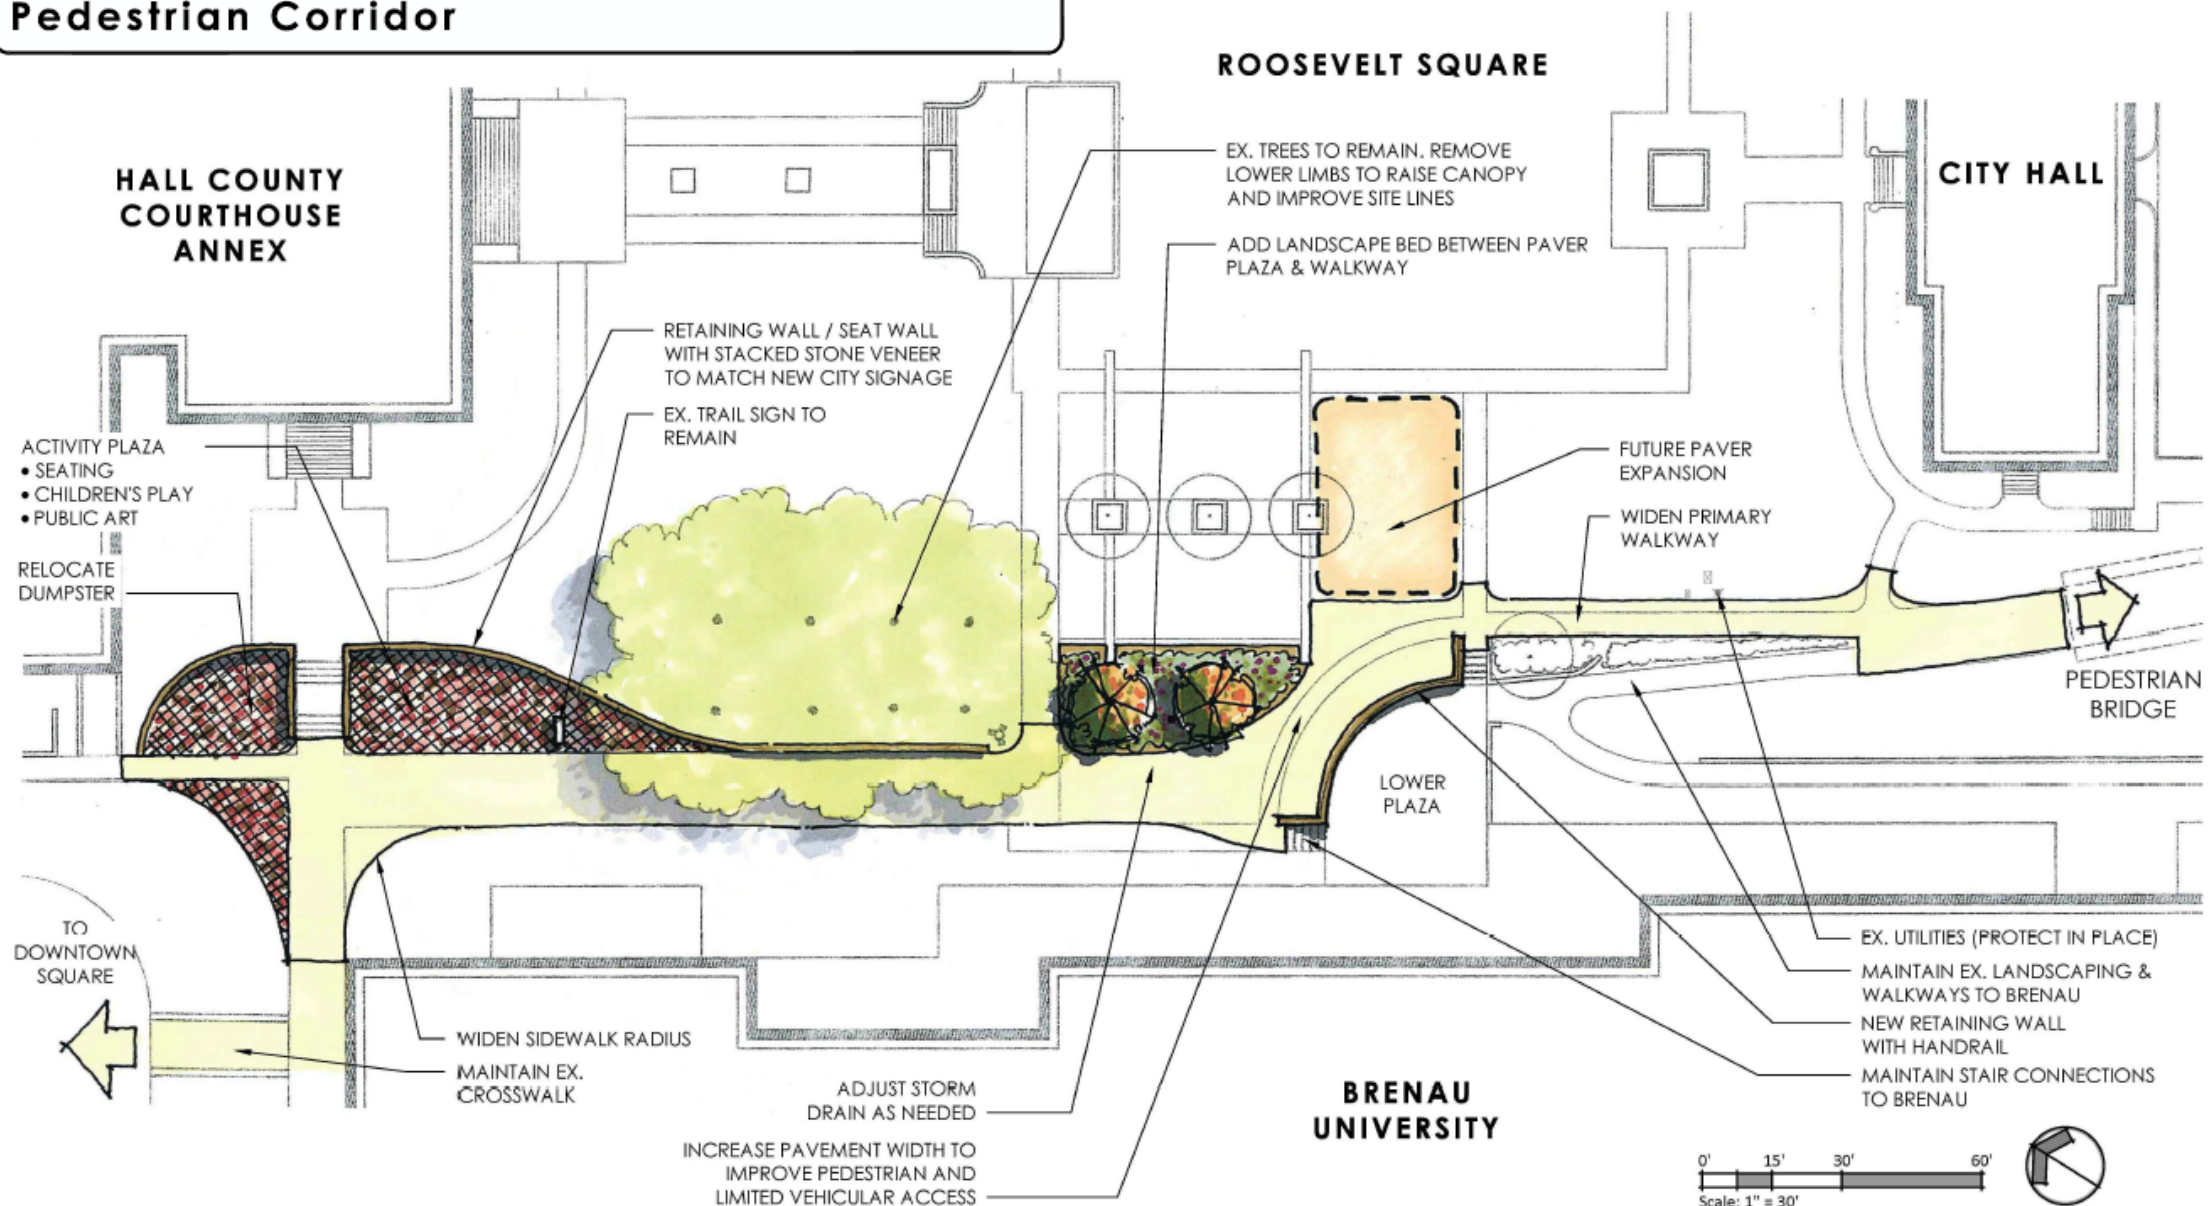 Pedestrian Corridor
ROOSEVELT SQUARE
HALL COUNTY
COURTHOUSE
ANNEX
CITY HALL
EX. TREES TO REMAIN. REMOVE
LOWER LIMBS TO RAISE CANOPY
AND IMPROVE SITE LINES
ADD LANDSCAPE BED BETWEEN PAVER
PLAZA & WALKWAY
RETAINING WALL / SEAT WALL
WITH STACKED STONE VENEER
TO MATCH NEW CITY SIGNAGE
EX. TRAIL SIGN TO
REMAIN
ACTIVITY PLAZA
• SEATING
• CHILDREN'S PLAY
• PUBLIC ART
RELOCATE
DUMPSTER
FUTURE PAVER
EXPANSION
WIDEN PRIMARY
WALKWAY
PEDESTRIAN
BRIDGE
LOWER
PLAZA
TO
DOWNTOWN
SQUARE
WIDEN SIDEWALK RADIUS
MAINTAIN EX.
CROSSWALK
ADJUST STORM
DRAIN AS NEEDED
INCREASE PAVEMENT WIDTH TO
IMPROVE PEDESTRIAN AND
LIMITED VEHICULAR ACCESS
BRENAU
UNIVERSITY
EX. UTILITIES (PROTECT IN PLACE)
MAINTAIN EX. LANDSCAPING &
WALKWAYS TO BRENAU
NEW RETAINING WALL
WITH HANDRAIL
MAINTAIN STAIR CONNECTIONS
TO BRENAU
0' 15' 30' 60'
Scale: 1" = 30'